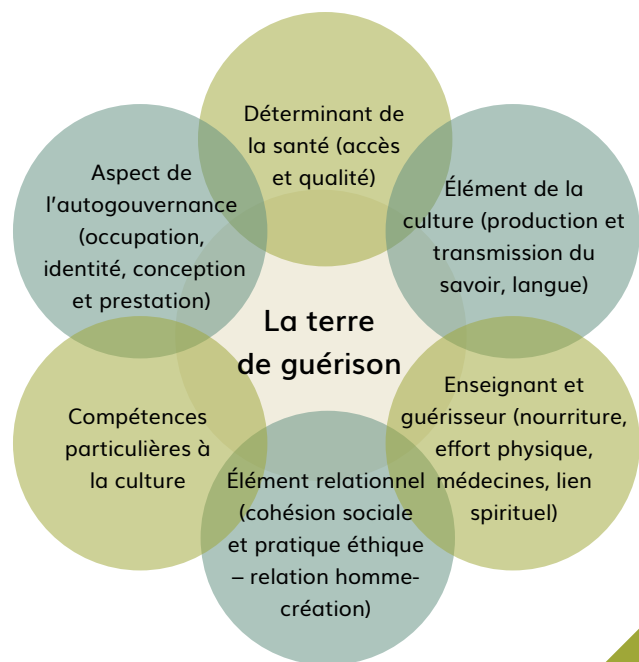 Déterminant de
la santé (accès
et qualité)
Élément de la
culture (production et
transmission du
savoir, langue)
Enseignant et
guérisseur (nourriture,
effort physique,
médecines, lien
spirituel)
Élément relationnel
(cohésion sociale
et pratique éthique
– relation homme-
création)
Compétences
particulières à
la culture
Aspect de
l'autogouvernance
(occupation,
identité, conception
et prestation)
La terre
de guérison